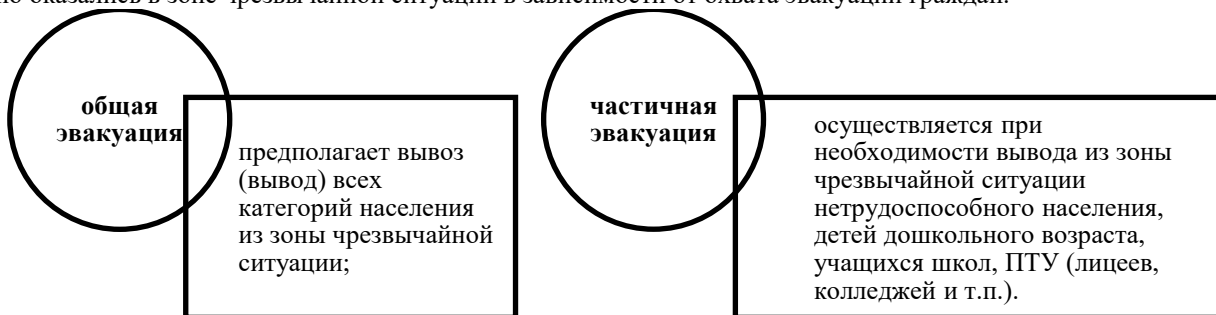 оказались в зоне чрезвычайной ситуации в зависимости от охвата эвакуации граждан:
общая
эвакуация
предполагает вывоз
(вывод) всех
категорий населения
из зоны чрезвычайной
ситуации;
частичная
эвакуация
осуществляется при
необходимости вывода из зоны
чрезвычайной ситуации
нетрудоспособного населения,
детей дошкольного возраста,
учащихся школ, ПТУ (лицеев,
колледжей и т.п.).